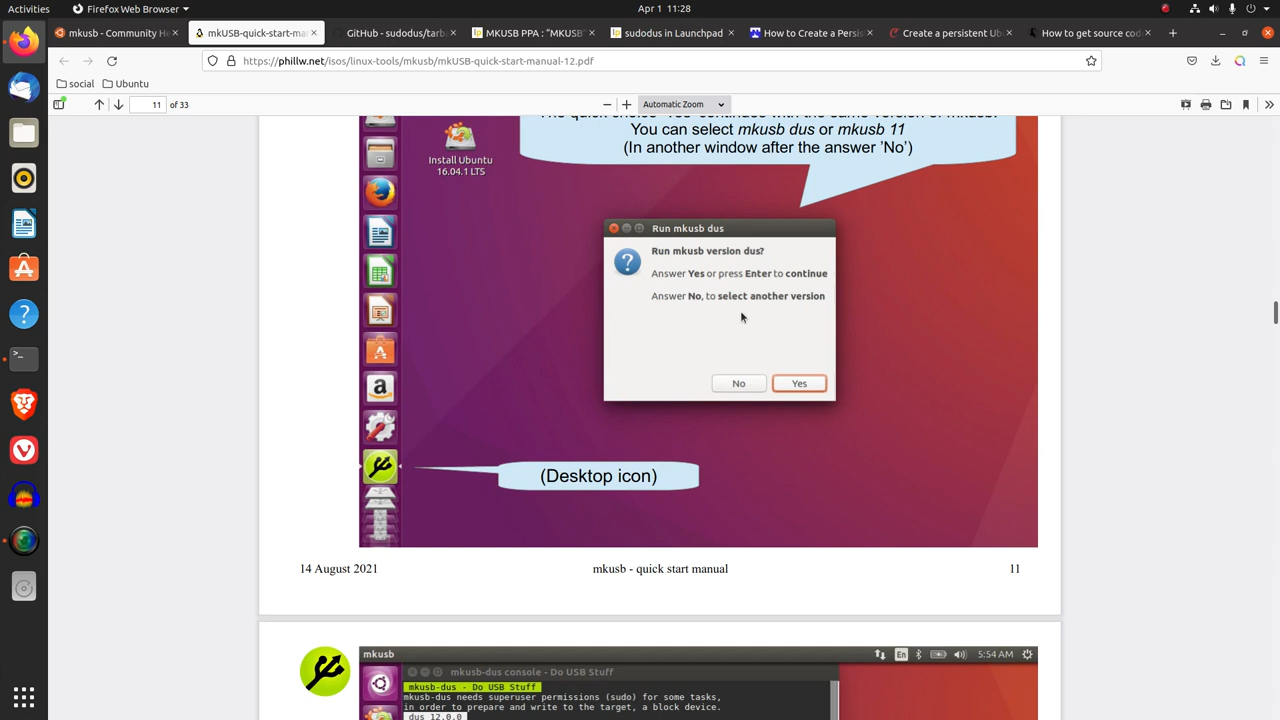 Activities
Firefox Web Browser
Apr 1 11:28
mkusb - Community He
mkUSB-quick-start-ma
GitHub - sudodus/tarba
MKUSB PPA : "MKUSB"
sudodus in Launchpad
How to Create a Persis
Create a persistent Ub
How to get source cod
https://phillw.net/isos/linux-tools/mkusb/mkUSB-quick-start-manual-12.pdf
social
Ubuntu
11 of 33
Automatic Zoom
You can select mkusb dus or mkusb 11
(In another window after the answer 'No')
Install Ubuntu
16.04.1 LTS
Run mkusb dus
Run mkusb version dus?
Answer Yes or press Enter to continue
Answer No, to select another version
No
Yes
(Desktop icon)
14 August 2021
mkusb - quick start manual
11
mkusb
En
5:54 AM
mkusb-dus console - Do USB Stuff
mkusb-dus - Do USB Stuff
mkusb-dus needs superuser permissions (sudo) for some tasks,
in order to prepare and write to the target, a block device.
dus 12.0.0